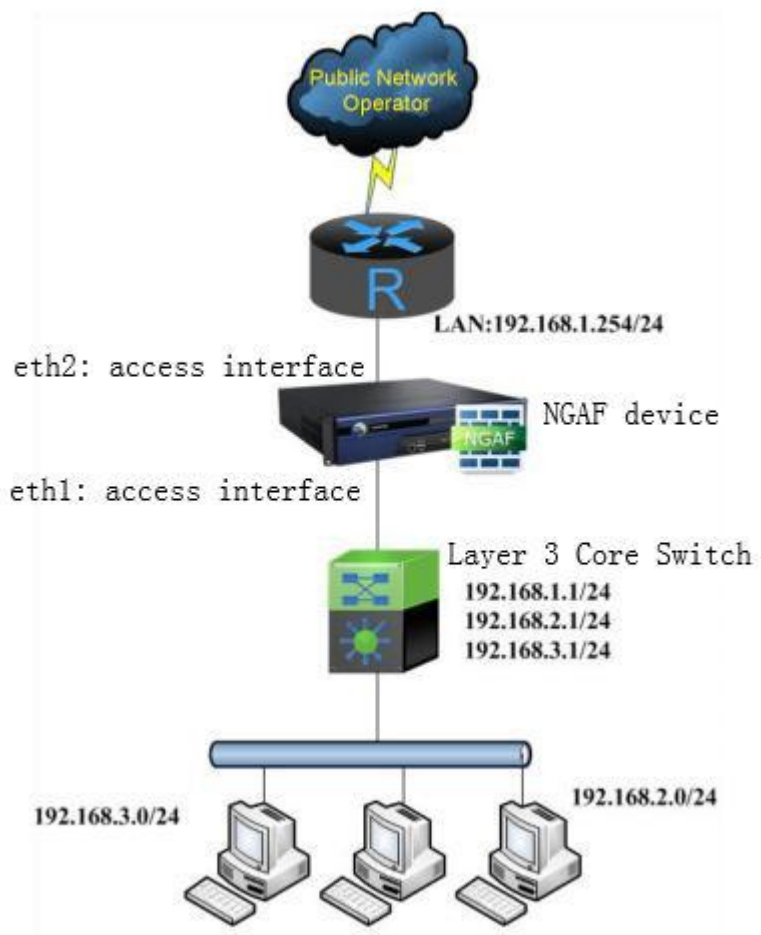 Public Network
Operator
R
LAN:192.168.1.254/24
eth2: access interface
NGAF device
NGAF
eth1: access interface
Layer 3 Core Switch
192.168.1.1/24
192.168.2.1/24
192.168.3.1/24
192.168.3.0/24
192.168.2.0/24